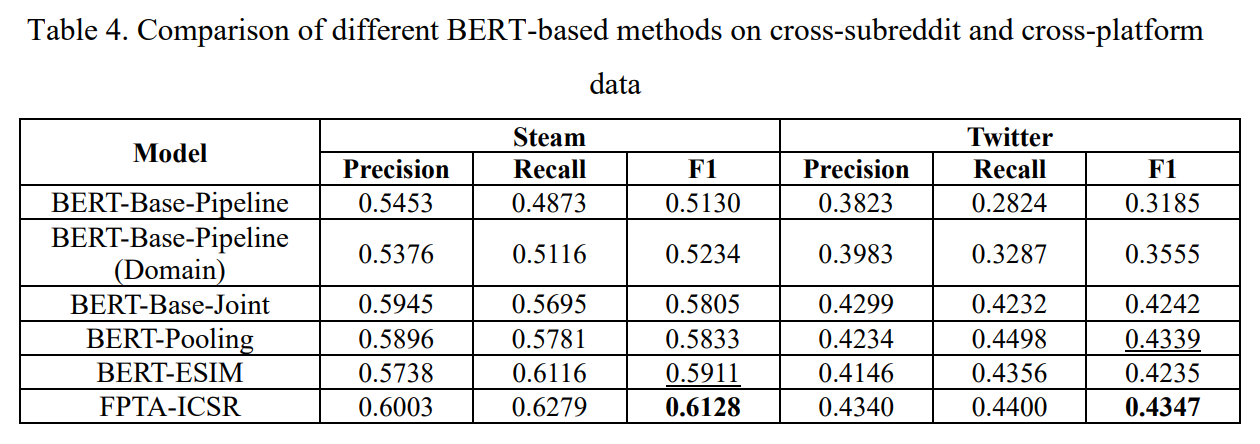 Table 4. Comparison of different BERT-based methods on cross-subreddit and cross-platform
data
Model Steam Twitter
Precision Recall F1 Precision Recall F1
BERT-Base-Pipeline 0.5453 0.4873 0.5130 0.3823 0.2824 0.3185
BERT-Base-Pipeline
(Domain) 0.5376 0.5116 0.5234 0.3983 0.3287 0.3555
BERT-Base-Joint 0.5945 0.5695 0.5805 0.4299 0.4232 0.4242
BERT-Pooling 0.5896 0.5781 0.5833 0.4234 0.4498 0.4339
BERT-ESIM 0.5738 0.6116 0.5911 0.4146 0.4356 0.4235
FPTA-ICSR 0.6003 0.6279 0.6128 0.4340 0.4400 0.4347